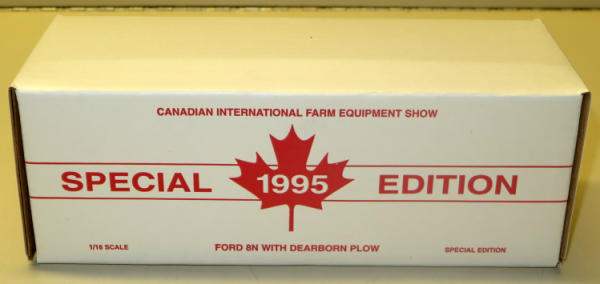 CANADIAN INTERNATIONAL FARM EQUIPMENT SHOW
SPECIAL 1995 EDITION
1/16 SCALE FORD 8N WITH DEARBORN PLOW SPECIAL EDITION